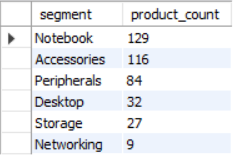 segment product_count
Notebook 129
Accessories 116
Peripherals 84
Desktop 32
Storage 27
Networking 9